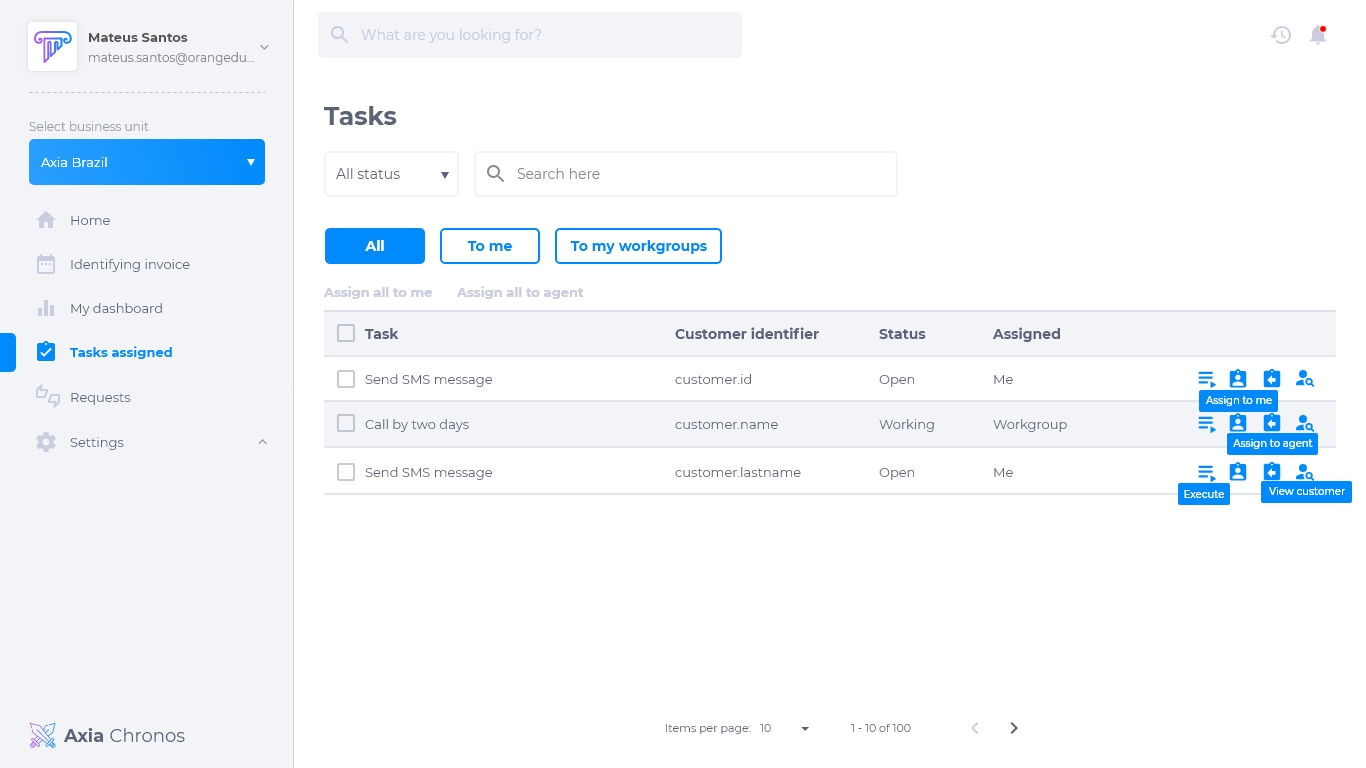 Mateus Santos
mateus.santos@orangedu...
Select business unit
Axia Brazil
Home
Identifying invoice
My dashboard
Tasks assigned
Requests
Settings
Axia Chronos
What are you looking for?
Tasks
All status
Search here
All To me To my workgroups
Assign all to me Assign all to agent
Task Customer identifier Status Assigned
Send SMS message customer.id Open Me
Assign to me
Call by two days customer.name Working Workgroup
Assign to agent
Send SMS message customer.lastname Open Me
Execute View customer
Items per page: 10 1 - 10 of 100